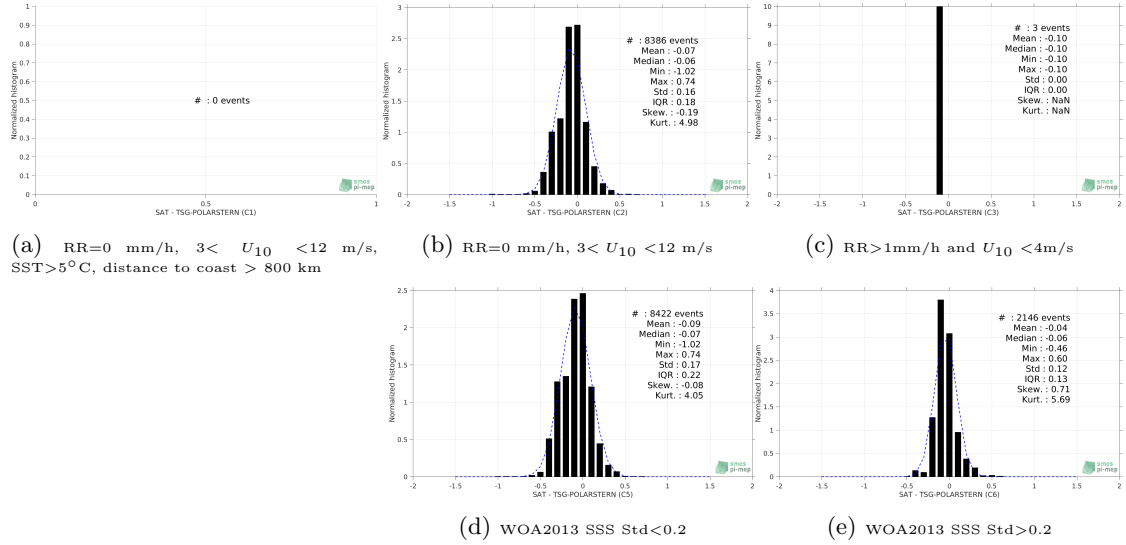 Normalized histogram
1
0.9
0.8
0.7
0.6
0.5
0.4
0.3
0.2
0.1
0
# : 0 events
smos
pi-mep
0 0.5 1
SAT - TSG-POLARSTERN (C1)
(a) RR=0 mm/h, 3< U10 <12 m/s,
SST>5°C, distance to coast > 800 km
Normalized histogram
3
2.5
2
1.5
1
0.5
0
# : 8386 events
Mean : -0.07
Median : -0.06
Min : -1.02
Max : 0.74
Std : 0.16
IQR : 0.18
Skew. : -0.19
Kurt. : 4.98
smos
pi-mep
-2 -1.5 -1 -0.5 0 0.5 1 1.5 2
SAT - TSG-POLARSTERN (C2)
(b) RR=0 mm/h, 3< U10 <12 m/s
Normalized histogram
10
9
8
7
6
5
4
3
2
1
0
# : 3 events
Mean : -0.10
Median : -0.10
Min : -0.10
Max : -0.10
Std : 0.00
IQR : 0.00
Skew. : NaN
Kurt. : NaN
smos
pi-mep
-2 -1.5 -1 -0.5 0 0.5 1 1.5 2
SAT - TSG-POLARSTERN (C3)
(c) RR>1mm/h and U10 <4m/s
Normalized histogram
2.5
2
1.5
1
0.5
0
# : 8422 events
Mean : -0.09
Median : -0.07
Min : -1.02
Max : 0.74
Std : 0.17
IQR : 0.22
Skew. : -0.08
Kurt. : 4.05
smos
pi-mep
-2 -1.5 -1 -0.5 0 0.5 1 1.5 2
SAT - TSG-POLARSTERN (C5)
(d) WOA2013 SSS Std<0.2
Normalized histogram
4
3.5
3
2.5
2
1.5
1
0.5
0
# : 2146 events
Mean : -0.04
Median : -0.06
Min : -0.46
Max : 0.60
Std : 0.12
IQR : 0.13
Skew. : 0.71
Kurt. : 5.69
smos
pi-mep
-2 -1.5 -1 -0.5 0 0.5 1 1.5 2
SAT - TSG-POLARSTERN (C6)
(e) WOA2013 SSS Std>0.2